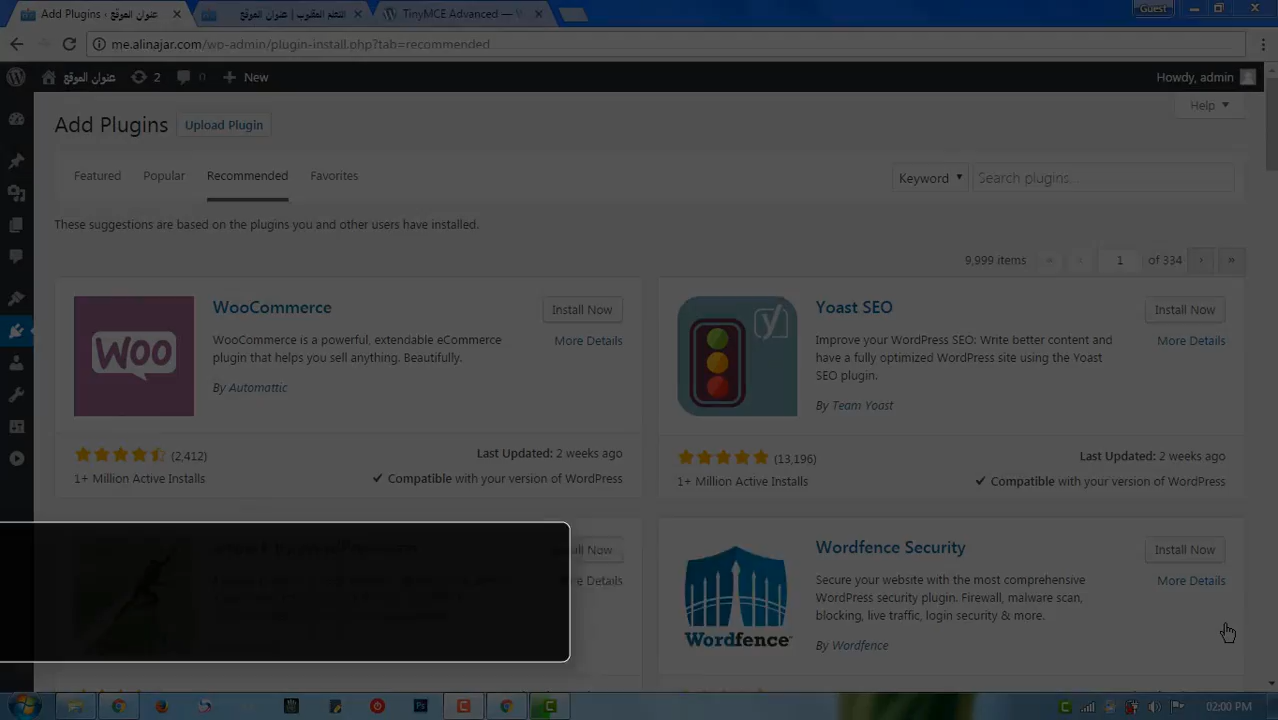 Add Plugins ‹ عنوان الموقع
التعلم المقلوب | عنوان الموقع
TinyMCE Advanced —
Guest
me.alinajar.com/wp-admin/plugin-install.php?tab=recommended
عنوان الموقع
2
0
New
Howdy, admin
Help
Add Plugins
Upload Plugin
Featured
Popular
Recommended
Favorites
Keyword
Search plugins...
These suggestions are based on the plugins you and other users have installed.
9,999 items
«
‹
1
of 334
›
»
WooCommerce
Install Now
More Details
WooCommerce is a powerful, extendable eCommerce
plugin that helps you sell anything. Beautifully.
By Automattic
(2,412)
Last Updated: 2 weeks ago
1+ Million Active Installs
Compatible with your version of WordPress
Yoast SEO
Install Now
More Details
Improve your WordPress SEO: Write better content and
have a fully optimized WordPress site using the Yoast
SEO plugin.
By Team Yoast
(13,196)
Last Updated: 2 weeks ago
1+ Million Active Installs
Compatible with your version of WordPress
Now
Details
Wordfence Security
Install Now
More Details
Secure your website with the most comprehensive
WordPress security plugin. Firewall, malware scan,
blocking, live traffic, login security & more.
By Wordfence
Wordfence
02:00 PM